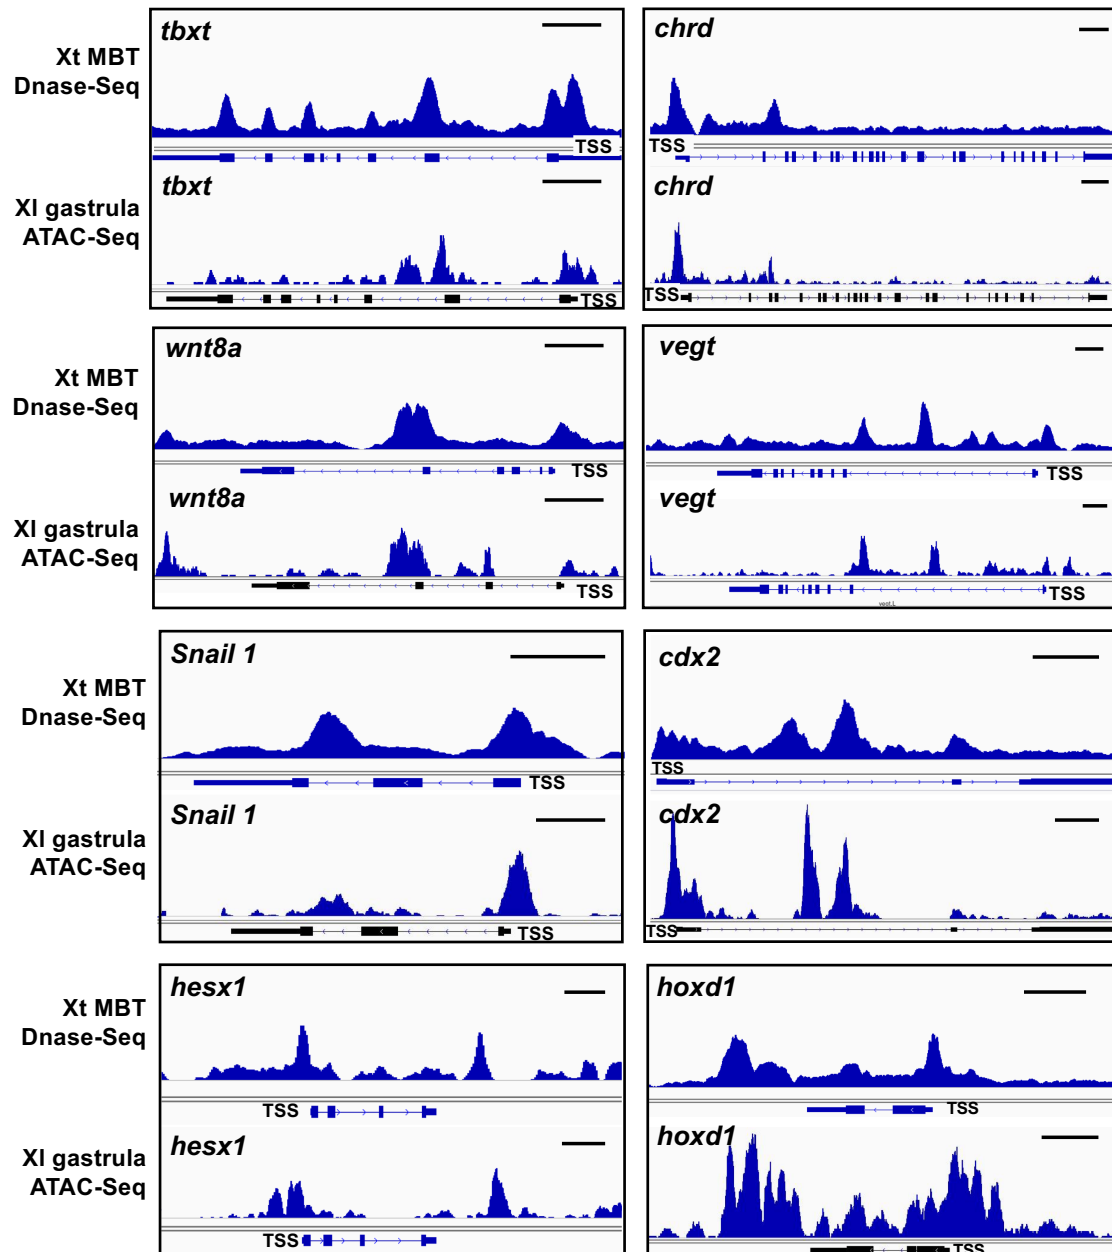 tbxt
chrd
Xt MBT
Dnase-Seq
TSS
TSS
tbxt
chrd
Xl gastrula
ATAC-Seq
TSS
TSS
wnt8a
vegt
Xt MBT
Dnase-Seq
TSS
TSS
wnt8a
vegt
Xl gastrula
ATAC-Seq
TSS
TSS
vegt.L
Snail 1
cdx2
Xt MBT
Dnase-Seq
TSS
TSS
Snail 1
cdx2
Xl gastrula
ATAC-Seq
TSS
TSS
hesx1
hoxd1
Xt MBT
Dnase-Seq
TSS
TSS
hesx1
hoxd1
Xl gastrula
ATAC-Seq
TSS
TSS